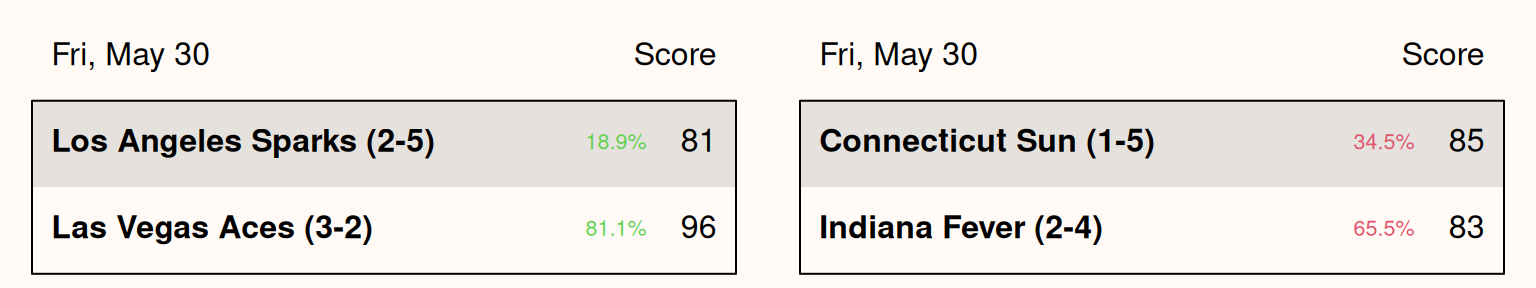 Fri, May 30 Score
Los Angeles Sparks (2-5) 18.9% 81
Las Vegas Aces (3-2) 81.1% 96
Fri, May 30 Score
Connecticut Sun (1-5) 34.5% 85
Indiana Fever (2-4) 65.5% 83